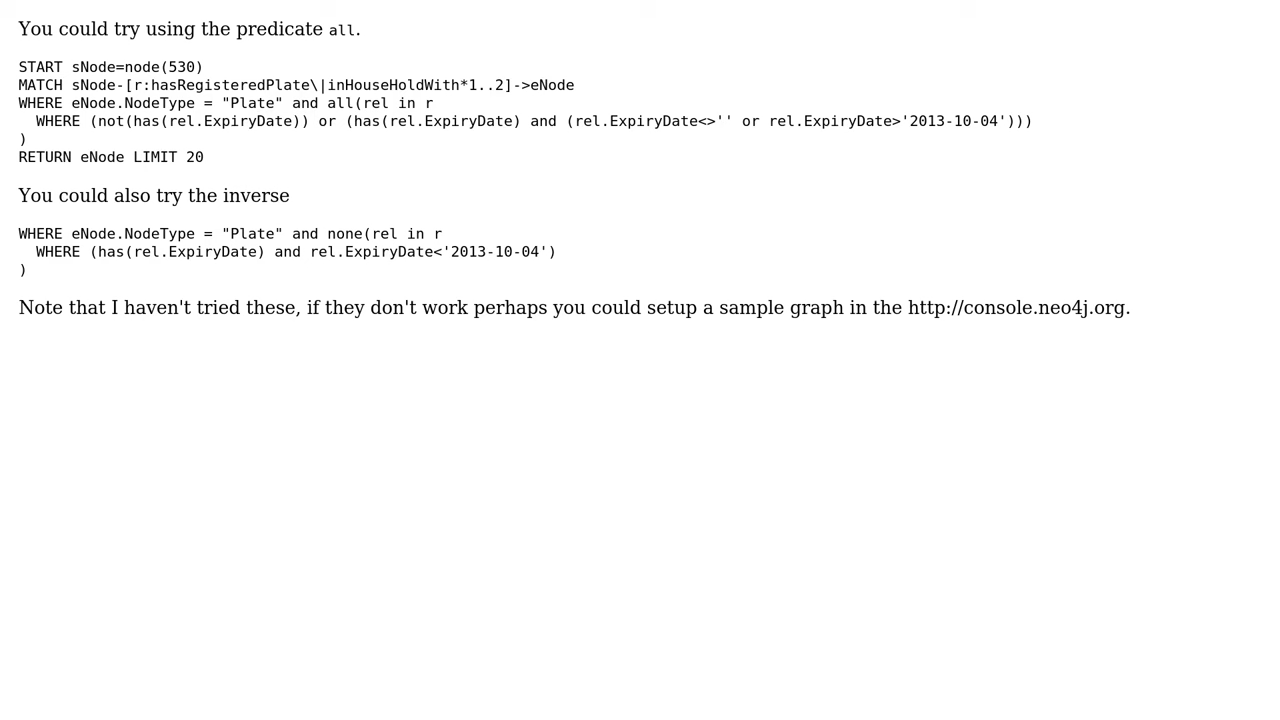 You could try using the predicate all.
START sNode=node(530)
MATCH sNode-[r:hasRegisteredPlate\|inHouseHoldWith*1..2]->eNode
WHERE eNode.NodeType = "Plate" and all(rel in r
  WHERE (not(has(rel.ExpiryDate)) or (has(rel.ExpiryDate) and (rel.ExpiryDate<>'' or rel.ExpiryDate>'2013-10-04')))
)
RETURN eNode LIMIT 20
You could also try the inverse
WHERE eNode.NodeType = "Plate" and none(rel in r
  WHERE (has(rel.ExpiryDate) and rel.ExpiryDate<'2013-10-04')
)
Note that I haven't tried these, if they don't work perhaps you could setup a sample graph in the http://console.neo4j.org.